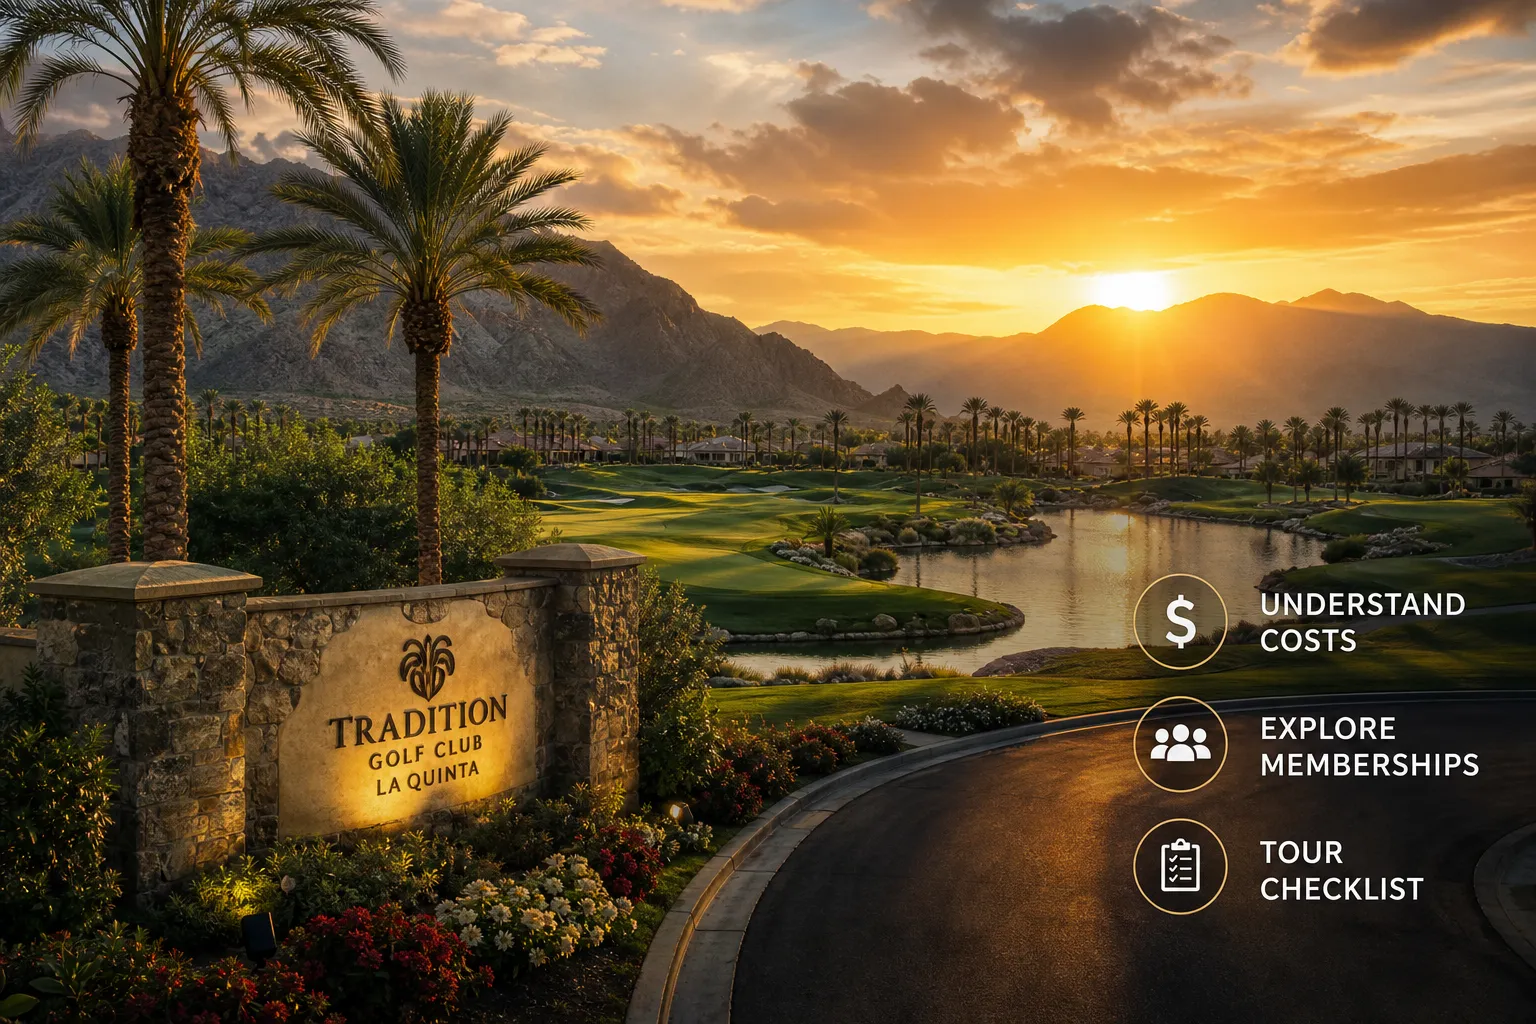 TRADITION
GOLF CLUB
LA QUINTA
$
UNDERSTAND
COSTS
EXPLORE
MEMBERSHIPS
TOUR
CHECKLIST